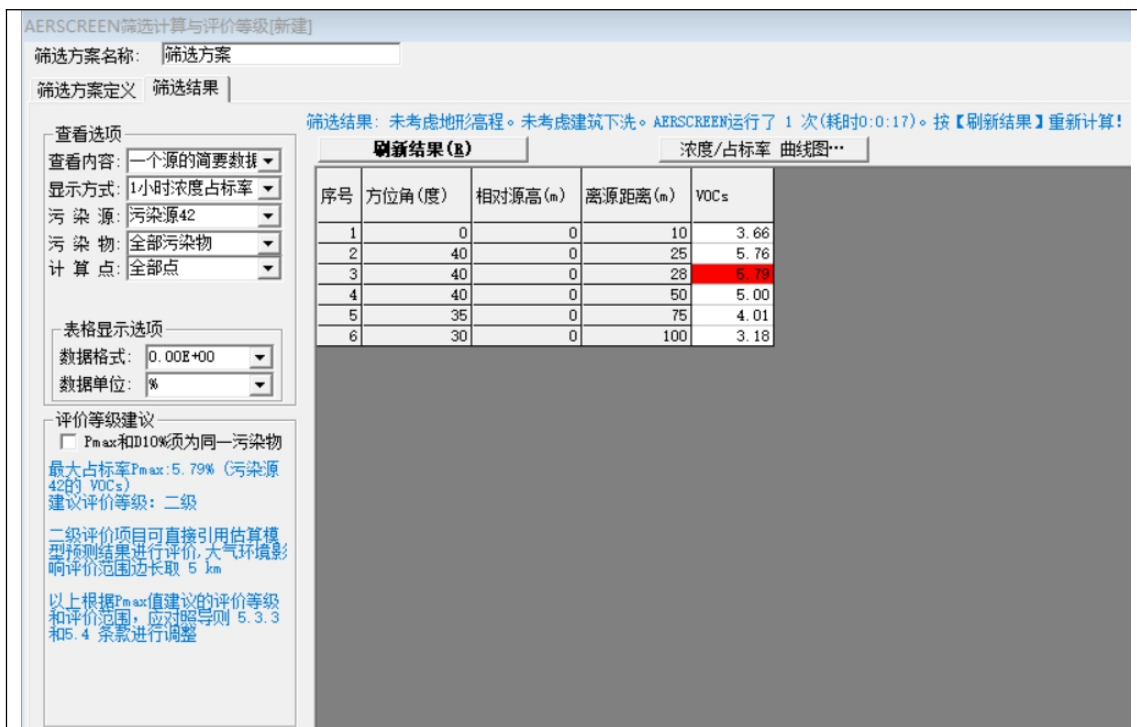 AERSCREEN筛选计算与评价等级[新建]
筛选方案名称: 筛选方案
筛选方案定义 筛选结果
筛选结果: 未考虑地形高程。未考虑建筑下洗。AERSCREEN运行了 1 次(耗时0:0:17)。按【刷新结果】重新计算!
查看选项
查看内容: 一个源的简要数据
显示方式: 1小时浓度占标率
污 染 源: 污染源42
污 染 物: 全部污染物
计 算 点: 全部点
表格显示选项
数据格式: 0.00E+00
数据单位: %
评价等级建议
Pmax和D10%须为同一污染物
最大占标率Pmax:5.79% (污染源
42的 VOCs)
建议评价等级: 二级
二级评价项目可直接引用估算模
型预测结果进行评价,大气环境影
响评价范围边长取 5 km
以上根据Pmax值建议的评价等级
和评价范围, 应对照导则 5.3.3
和5.4 条款进行调整
刷新结果(R) 浓度/占标率 曲线图…
序号 方位角(度) 相对源高(m) 离源距离(m) VOCs
1 0 0 10 3.66
2 40 0 25 5.76
3 40 0 28 5.79
4 40 0 50 5.00
5 35 0 75 4.01
6 30 0 100 3.18